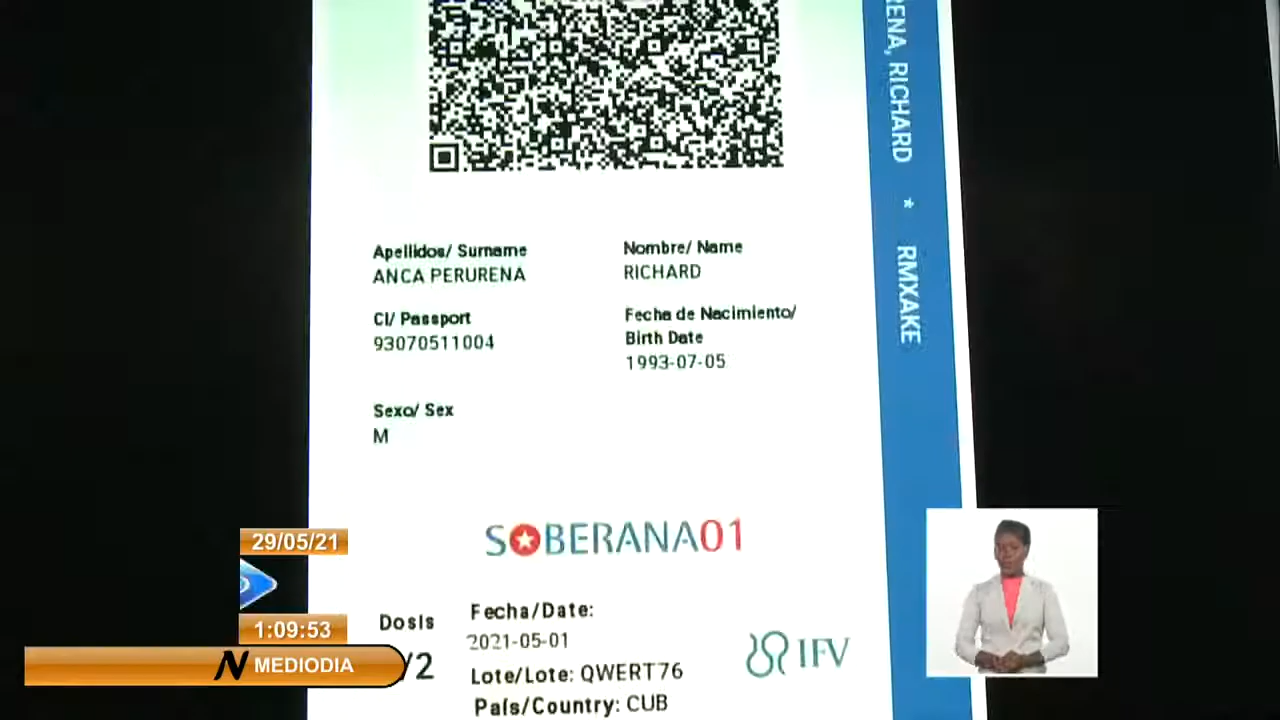 RENA, RICHARD * RMXAKE
Apellidos/ Surname
ANCA PERURENA
Nombre/ Name
RICHARD
CI/ Passport
93070511004
Fecha de Nacimiento/
Birth Date
1993-07-05
Sexo/ Sex
M
SOBERANA01
Dosis
/2
Fecha/Date:
2021-05-01
Lote/Lote: QWERT76
País/Country: CUB
IFV
29/05/21
1:09:53
N MEDIODIA